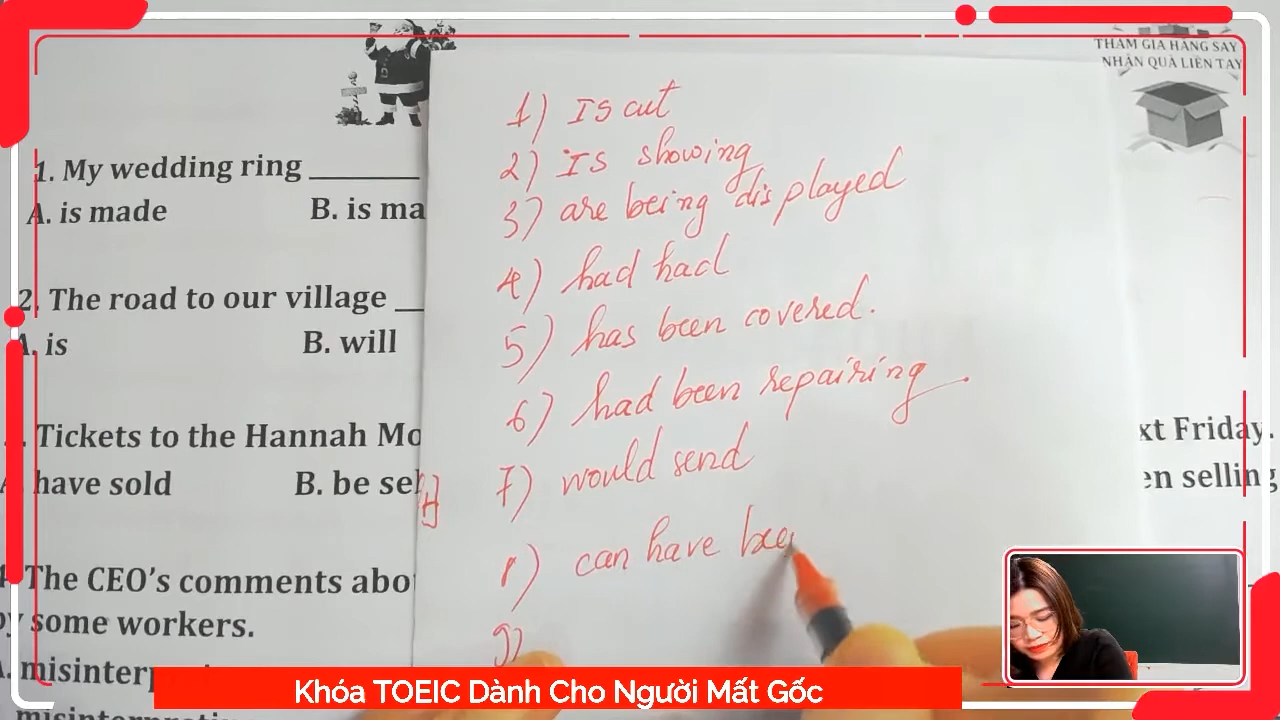 THAM GIA HĂNG SAY
NHẬN QUÀ LIỀN TAY
1. My wedding ring
A. is made B. is ma
2. The road to our village
A. is B. will
Tickets to the Hannah Mo xt Friday.
have sold B. be sel en selling
The CEO's comments abo
by some workers.
misinterp
misinterpreti
1) Is cut
2) Is showing
3) are being displayed
4) had had
5) has been covered.
6) had been repairing.
7) would send
8) can have bee
9)
Khóa TOEIC Dành Cho Người Mất Gốc